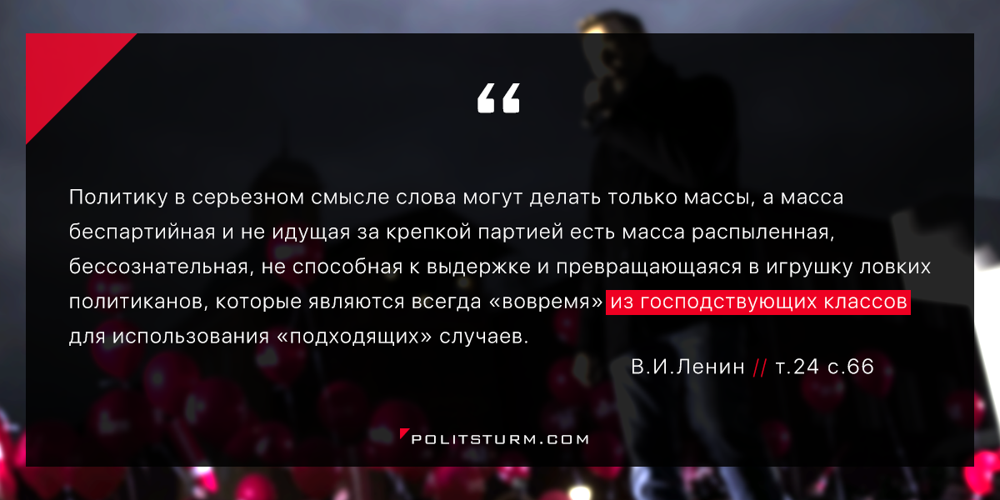 “
Политику в серьезном смысле слова могут делать только массы, а масса
беспартийная и не идущая за крепкой партией есть масса распыленная,
бессознательная, не способная к выдержке и превращающаяся в игрушку ловких
политиканов, которые являются всегда «вовремя» из господствующих классов
для использования «подходящих» случаев.
В.И.Ленин // т.24 с.66
POLITSTURM.COM